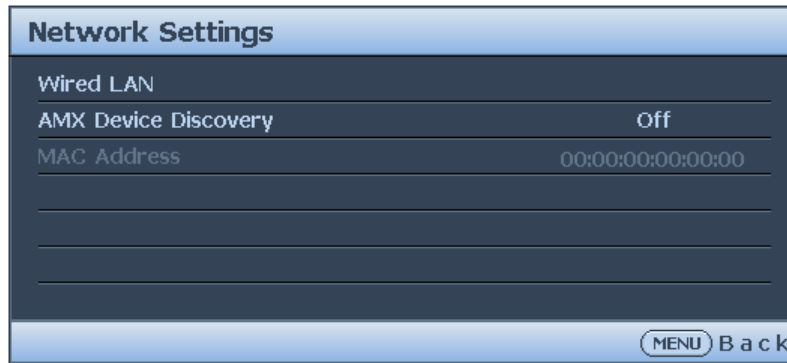 Network Settings
Wired LAN
AMX Device Discovery Off
MAC Address 00:00:00:00:00:00
MENU Back